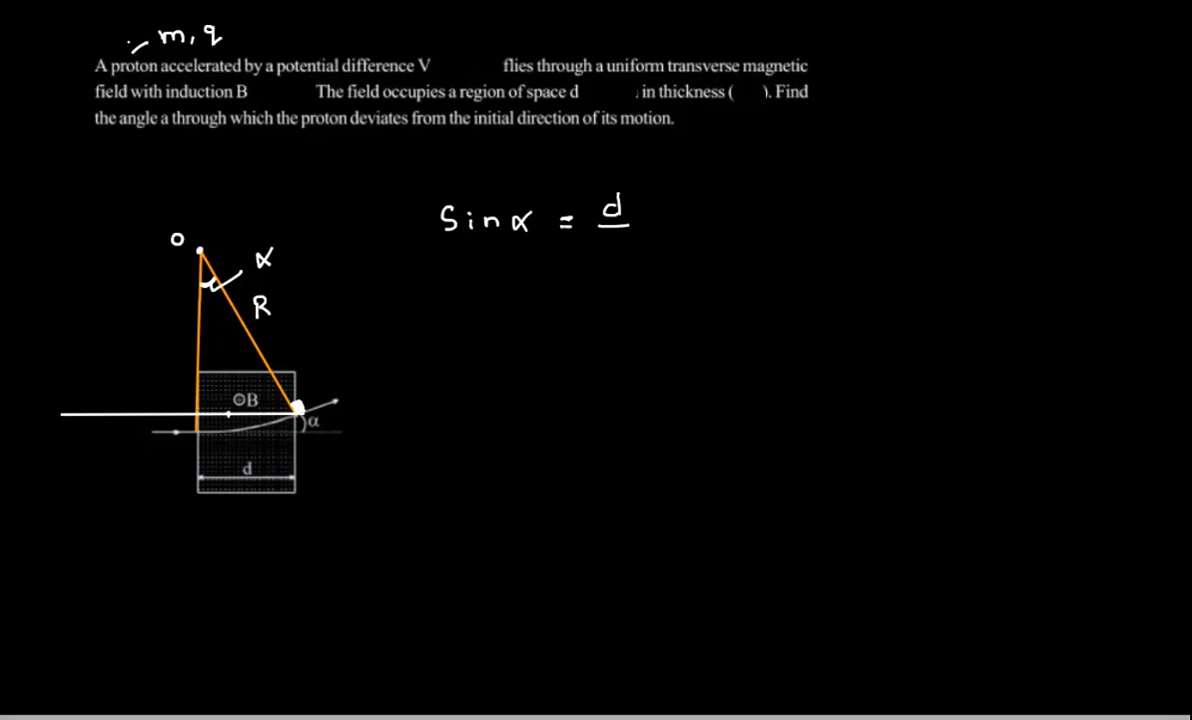 m, q
A proton accelerated by a potential difference V flies through a uniform transverse magnetic
field with induction B The field occupies a region of space d in thickness ( ). Find
the angle a through which the proton deviates from the initial direction of its motion.
Sin α = d
O
α
R
⊙B
α
d